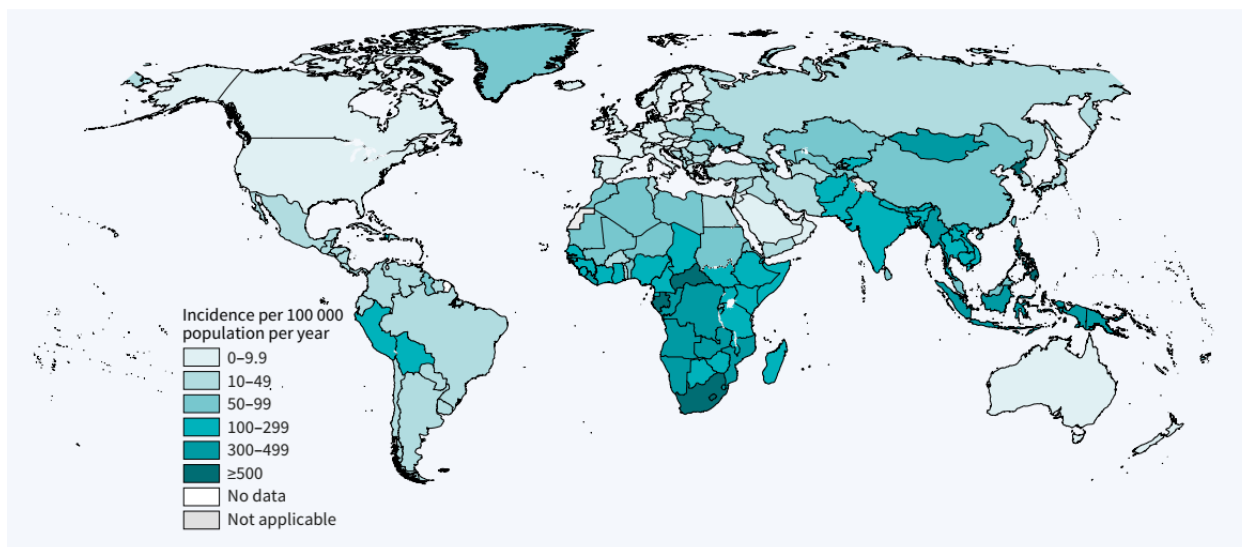 Incidence per 100 000
population per year
0–9.9
10–49
50–99
100–299
300–499
≥500
No data
Not applicable